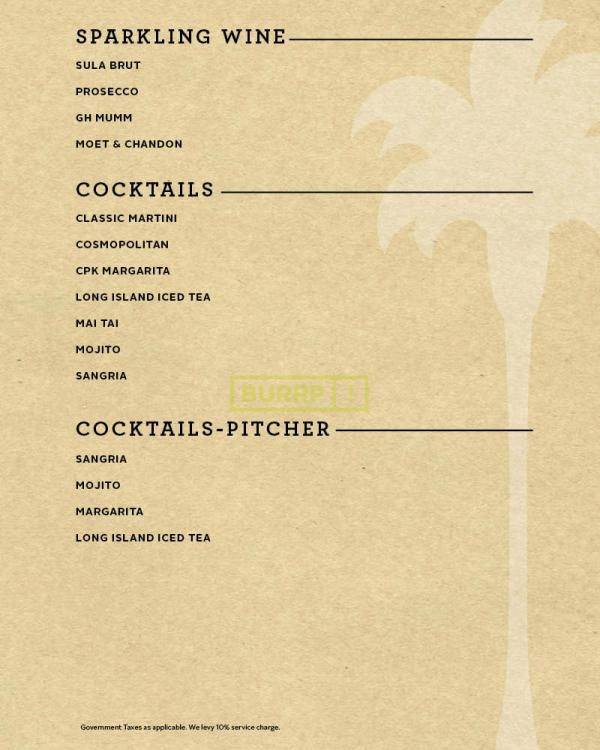 SPARKLING WINE
SULA BRUT
PROSECCO
GH MUMM
MOET & CHANDON
COCKTAILS
CLASSIC MARTINI
COSMOPOLITAN
CPK MARGARITA
LONG ISLAND ICED TEA
MAI TAI
MOJITO
SANGRIA
BURRP!
COCKTAILS-PITCHER
SANGRIA
MOJITO
MARGARITA
LONG ISLAND ICED TEA
Government Taxes as applicable. We levy 10% service charge.